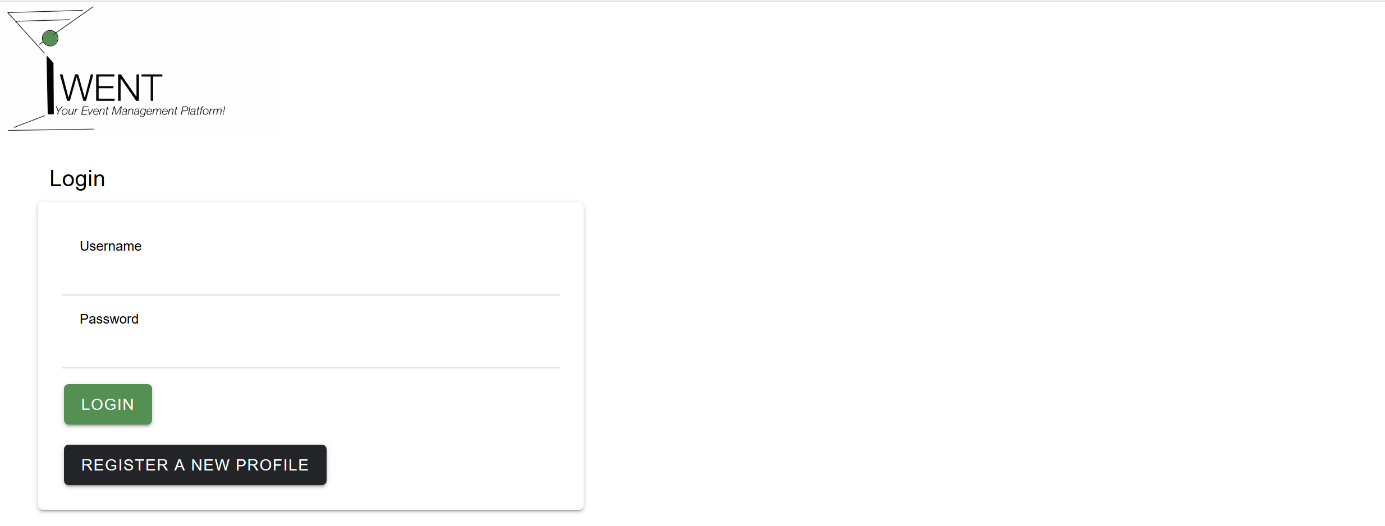 WENT
Your Event Management Platform!
Login
Username
Password
LOGIN
REGISTER A NEW PROFILE